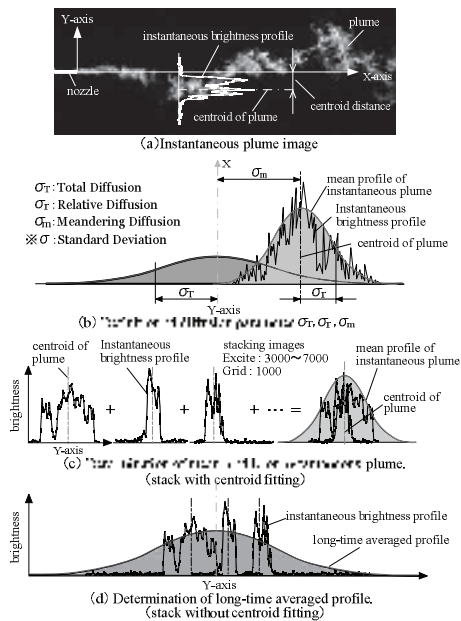 Y-axis
instantaneous brightness profile
plume
nozzle
X-axis
centroid distance
centroid of plume
(a)Instantaneous plume image
X
σT : Total Diffusion
σr : Relative Diffusion
σm : Meandering Diffusion
※σ : Standard Deviation
σm
mean profile of
instantaneous plume
Instantaneous
brightness profile
centroid of plume
σT
Y-axis
σr
(b) σT, σr, σm
brightness
centroid of
plume
Instantaneous
brightness profile
stacking images
Excite : 3000～7000
Grid : 1000
mean profile of
instantaneous plume
centroid of
plume
+ + + ··· =
Y-axis
(c) plume.
(stack with centroid fitting)
brightness
instantaneous brightness profile
long-time averaged profile
Y-axis
(d) Determination of long-time averaged profile.
(stack without centroid fitting)